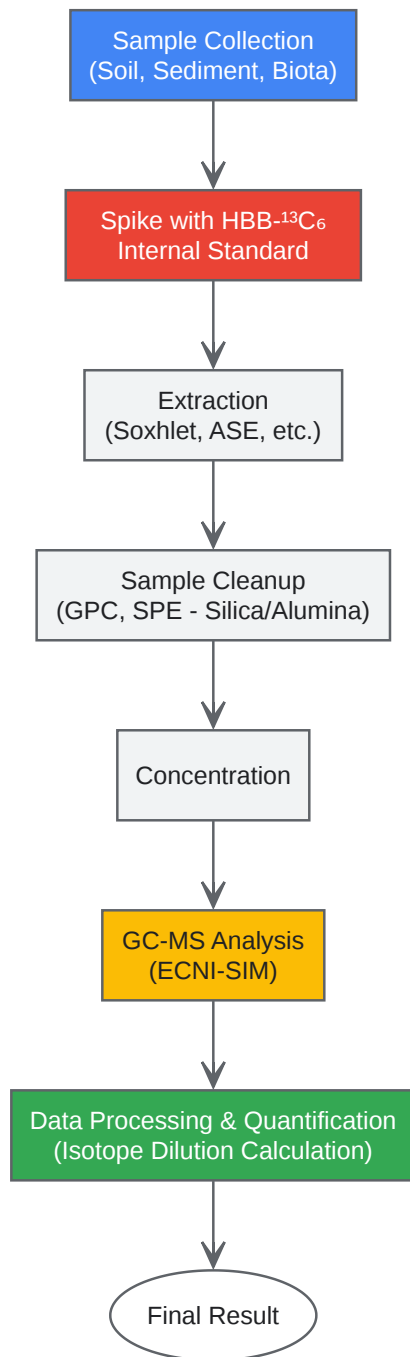 Sample Collection
(Soil, Sediment, Biota)
Spike with HBB-¹³C₆
Internal Standard
Extraction
(Soxhlet, ASE, etc.)
Sample Cleanup
(GPC, SPE - Silica/Alumina)
Concentration
GC-MS Analysis
(ECNI-SIM)
Data Processing & Quantification
(Isotope Dilution Calculation)
Final Result